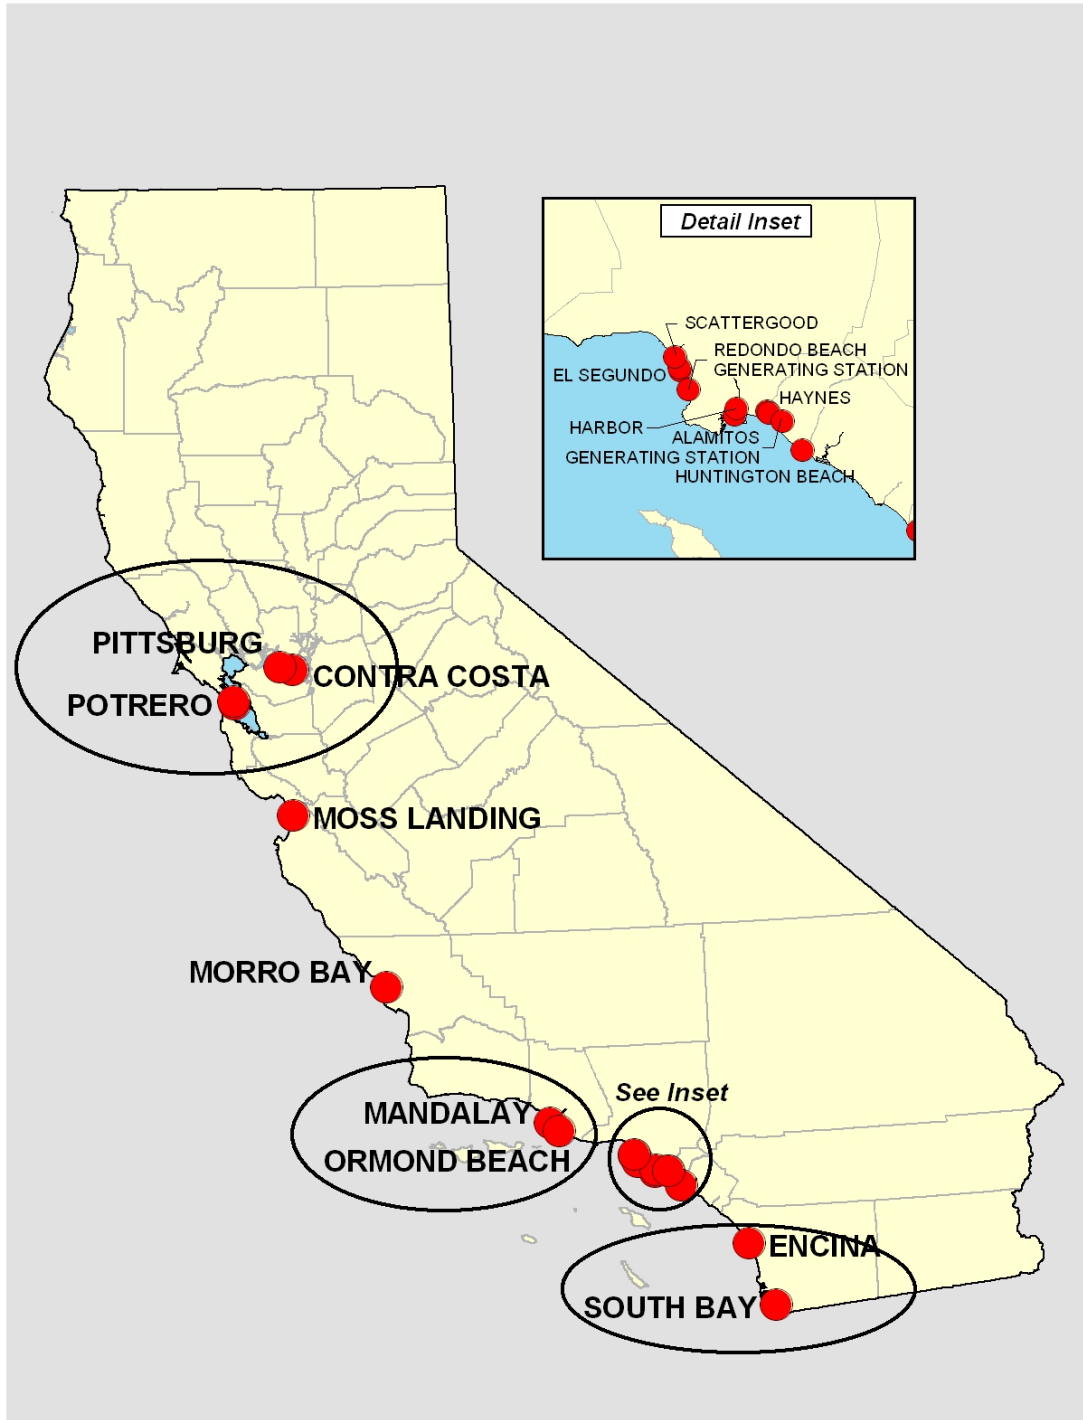 Detail Inset
SCATTERGOOD
REDONDO BEACH
GENERATING STATION
EL SEGUNDO
HAYNES
HARBOR
ALAMITOS
GENERATING STATION
HUNTINGTON BEACH
PITTSBURG
CONTRA COSTA
POTRERO
MOSS LANDING
MORRO BAY
See Inset
MANDALAY
ORMOND BEACH
ENCINA
SOUTH BAY